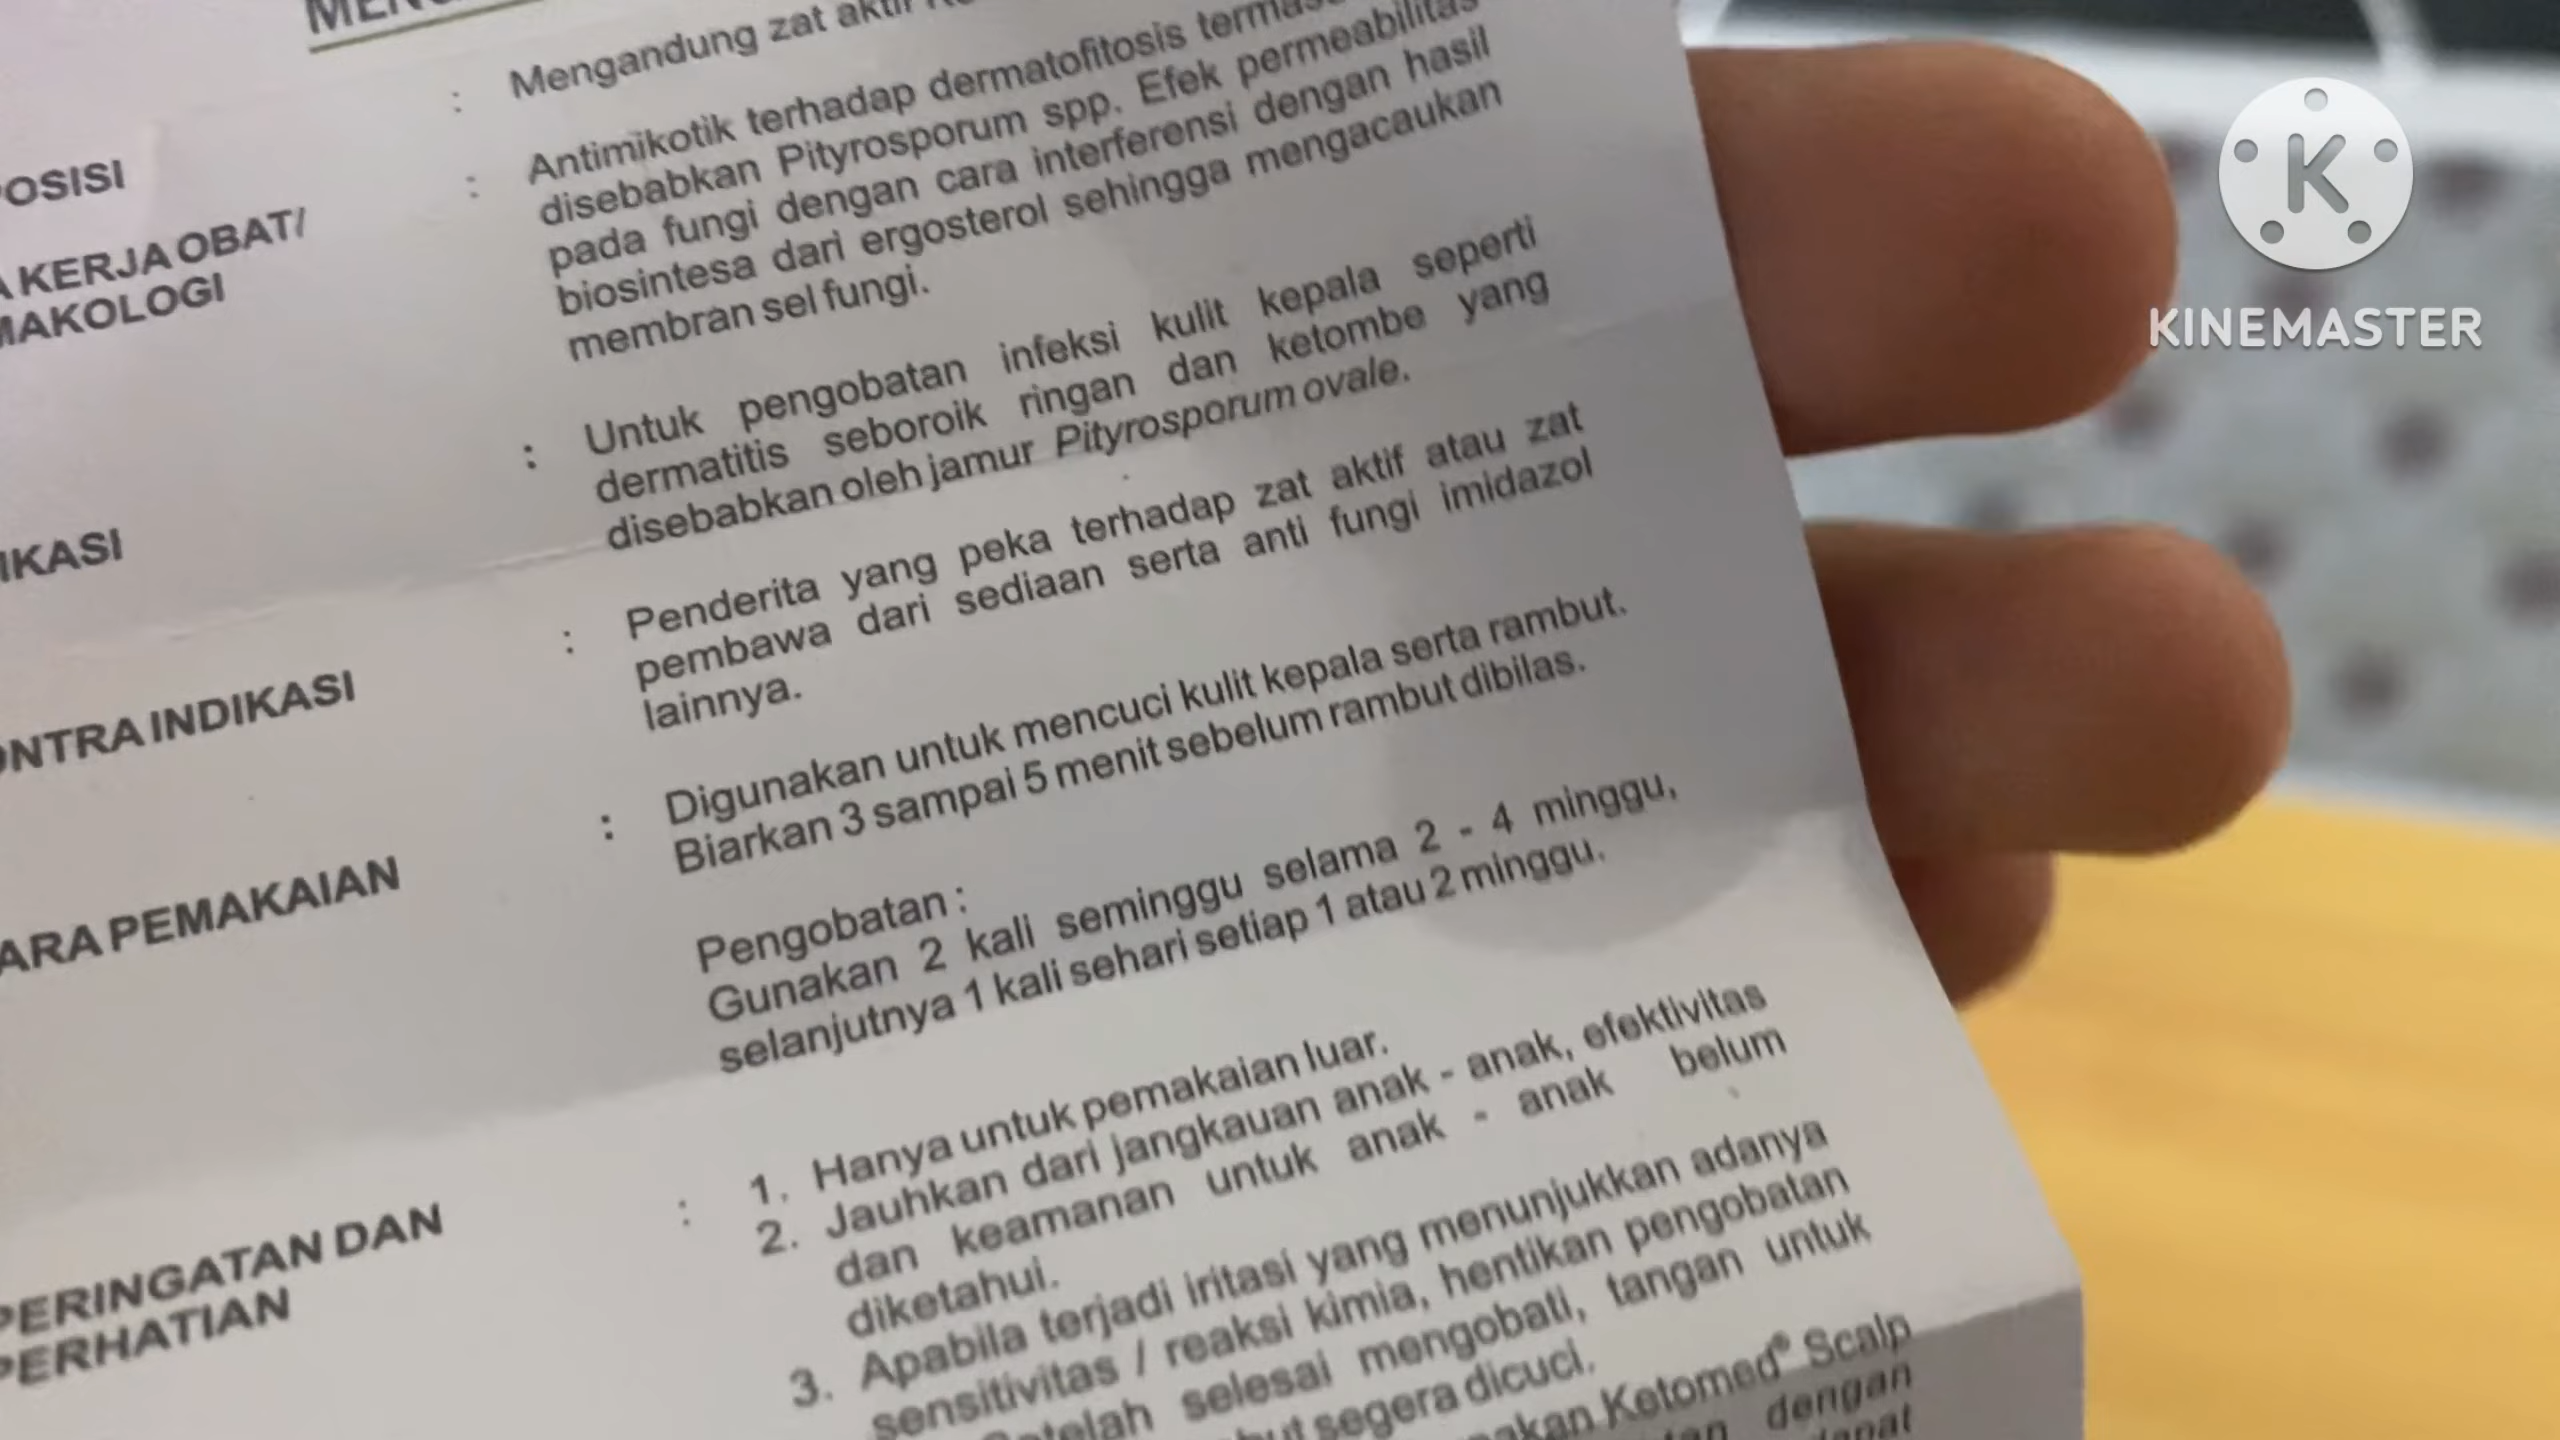 Mengandung zat aktif
POSISI
:
KERJA OBAT/
MAKOLOGI
: Antimikotik terhadap dermatofitosis
disebabkan Pityrosporum spp. Efek permeabilitas
pada fungi dengan cara interferensi dengan hasil
biosintesa dari ergosterol sehingga mengacaukan
membran sel fungi.
IKASI
: Untuk pengobatan infeksi kulit kepala seperti
dermatitis seboroik ringan dan ketombe yang
disebabkan oleh jamur Pityrosporum ovale.
ONTRA INDIKASI
: Penderita yang peka terhadap zat aktif atau zat
pembawa dari sediaan serta anti fungi imidazol
lainnya.
ARA PEMAKAIAN
: Digunakan untuk mencuci kulit kepala serta rambut.
Biarkan 3 sampai 5 menit sebelum rambut dibilas.
Pengobatan :
Gunakan 2 kali seminggu selama 2 - 4 minggu,
selanjutnya 1 kali sehari setiap 1 atau 2 minggu.
PERINGATAN DAN
PERHATIAN
: 1. Hanya untuk pemakaian luar.
2. Jauhkan dari jangkauan anak - anak, efektivitas
dan keamanan untuk anak - anak belum
diketahui.
3. Apabila terjadi iritasi yang menunjukkan adanya
sensitivitas / reaksi kimia, hentikan pengobatan
selesai mengobati, tangan untuk
segera dicuci.
Ketomed® Scalp
dengan
K
KINEMASTER